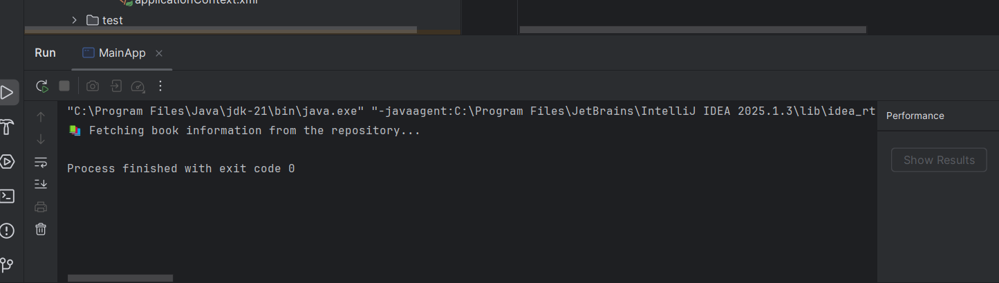 applicationContext.xml
test
Run
MainApp
"C:\Program Files\Java\jdk-21\bin\java.exe" "-javaagent:C:\Program Files\JetBrains\IntelliJ IDEA 2025.1.3\lib\idea_rt
Performance
📚 Fetching book information from the repository...
Show Results
Process finished with exit code 0